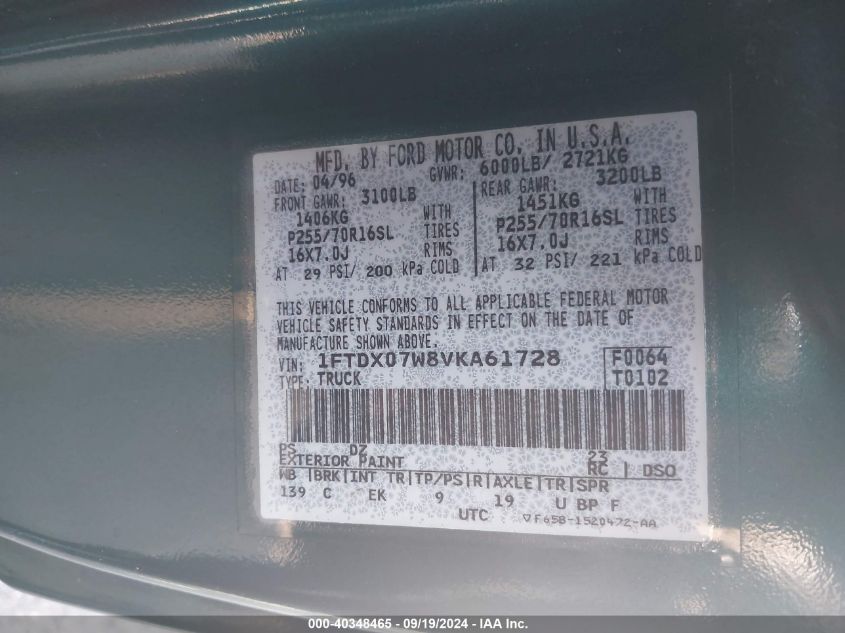 MFD. BY FORD MOTOR CO. IN U.S.A.
DATE: 04/96 GVWR: 6000LB/ 2721KG
FRONT GAWR: 3100LB REAR GAWR: 3200LB
1406KG WITH 1451KG WITH
P255/70R16SL TIRES P255/70R16SL TIRES
16X7.0J RIMS 16X7.0J RIMS
AT 29 PSI/ 200 kPa COLD AT 32 PSI/ 221 kPa COLD
THIS VEHICLE CONFORMS TO ALL APPLICABLE FEDERAL MOTOR
VEHICLE SAFETY STANDARDS IN EFFECT ON THE DATE OF
MANUFACTURE SHOWN ABOVE.
VIN: 1FTDX07W8VKA61728 F0064
TYPE: TRUCK T0102
PS DZ 23
EXTERIOR PAINT RC DSO
WB BRK INT TR TP/PS R AXLE TR SPR
139 C EK 9 19 U BP F
UTC ▽F65B-1520472-AA
000-40348465 - 09/19/2024 - IAA Inc.